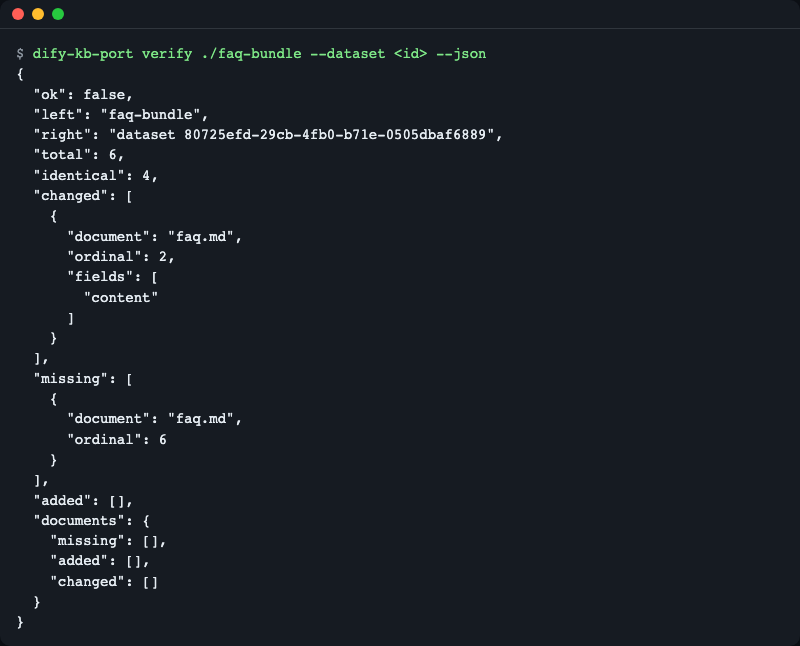 $ dify-kb-port verify ./faq-bundle --dataset <id> --json
{
  "ok": false,
  "left": "faq-bundle",
  "right": "dataset 80725efd-29cb-4fb0-b71e-0505dbaf6889",
  "total": 6,
  "identical": 4,
  "changed": [
    {
      "document": "faq.md",
      "ordinal": 2,
      "fields": [
        "content"
      ]
    }
  ],
  "missing": [
    {
      "document": "faq.md",
      "ordinal": 6
    }
  ],
  "added": [],
  "documents": {
    "missing": [],
    "added": [],
    "changed": []
  }
}